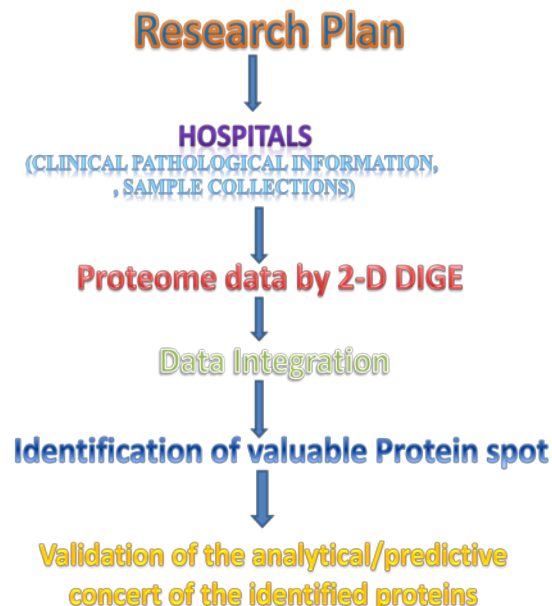 Research Plan
HOSPITALS
(CLINICAL PATHOLOGICAL INFORMATION,
, SAMPLE COLLECTIONS)
Proteome data by 2-D DIGE
Data Integration
Identification of valuable Protein spot
Validation of the analytical/predictive
concert of the identified proteins